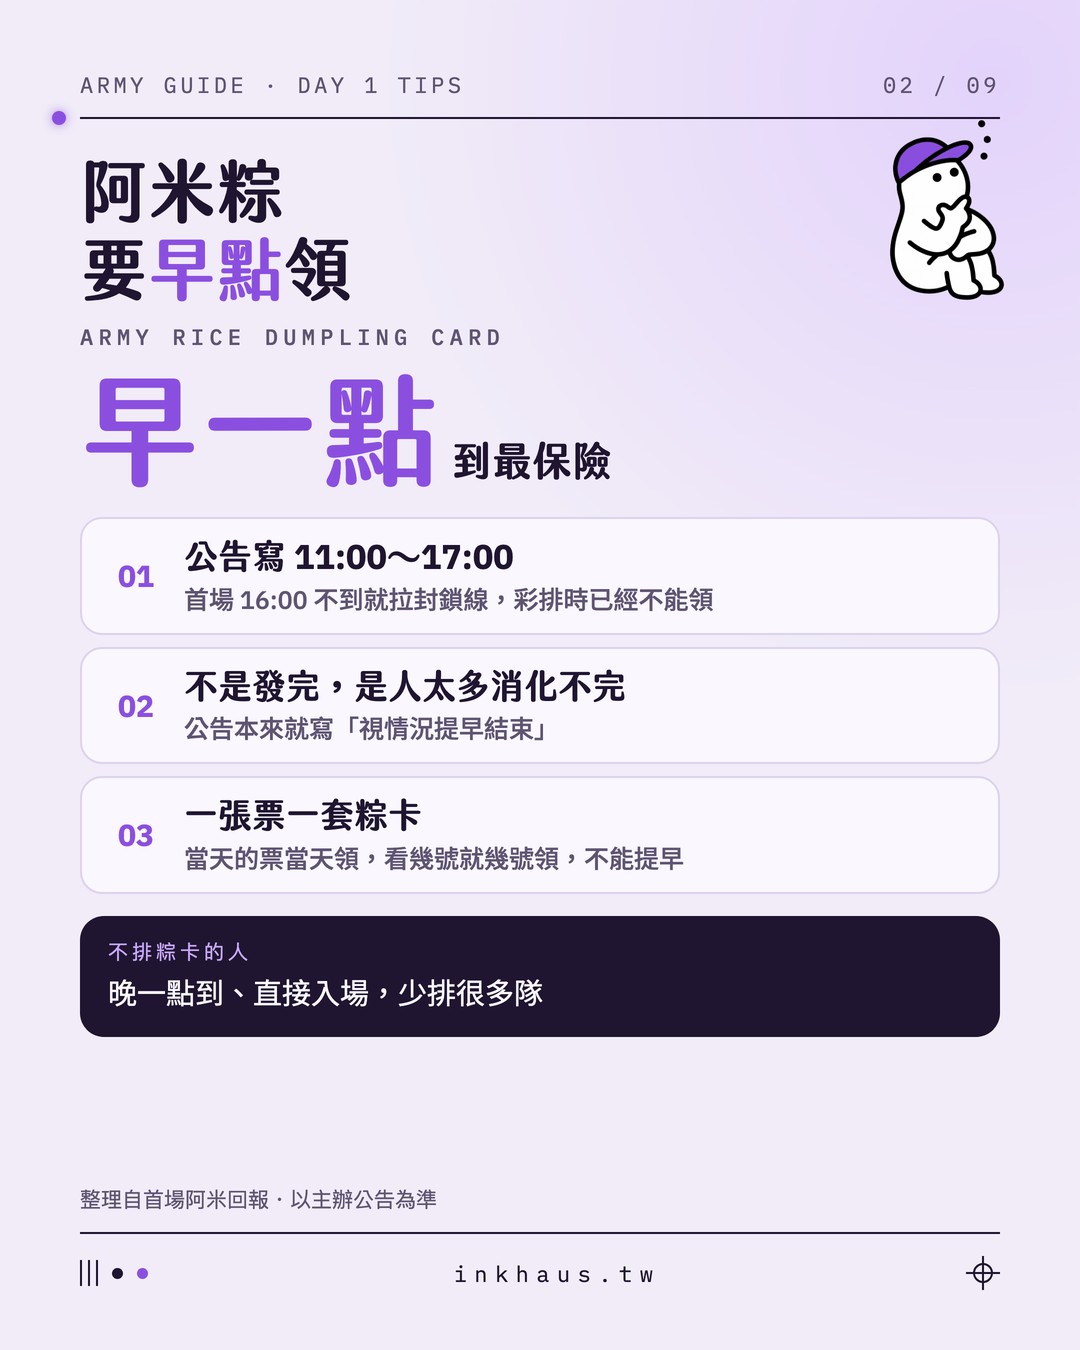 ARMY GUIDE · DAY 1 TIPS
02 / 09
阿米粽
要早點領
ARMY RICE DUMPLING CARD
早一點 到最保險
01
公告寫 11:00～17:00
首場 16:00 不到就拉封鎖線，彩排時已經不能領
02
不是發完，是人太多消化不完
公告本來就寫「視情況提早結束」
03
一張票一套粽卡
當天的票當天領，看幾號就幾號領，不能提早
不排粽卡的人
晚一點到、直接入場，少排很多隊
整理自首場阿米回報 · 以主辦公告為準
inkhaus.tw